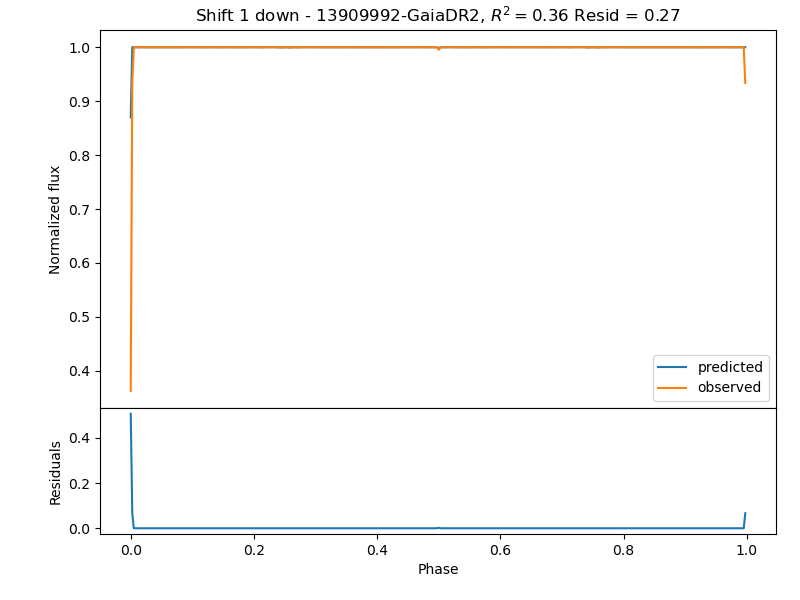 Shift 1 down - 13909992-GaiaDR2, R² = 0.36 Resid = 0.27
1.0
0.9
0.8
0.7
0.6
0.5
0.4
Normalized flux
predicted
observed
0.4
0.2
0.0
Residuals
0.0 0.2 0.4 0.6 0.8 1.0
Phase